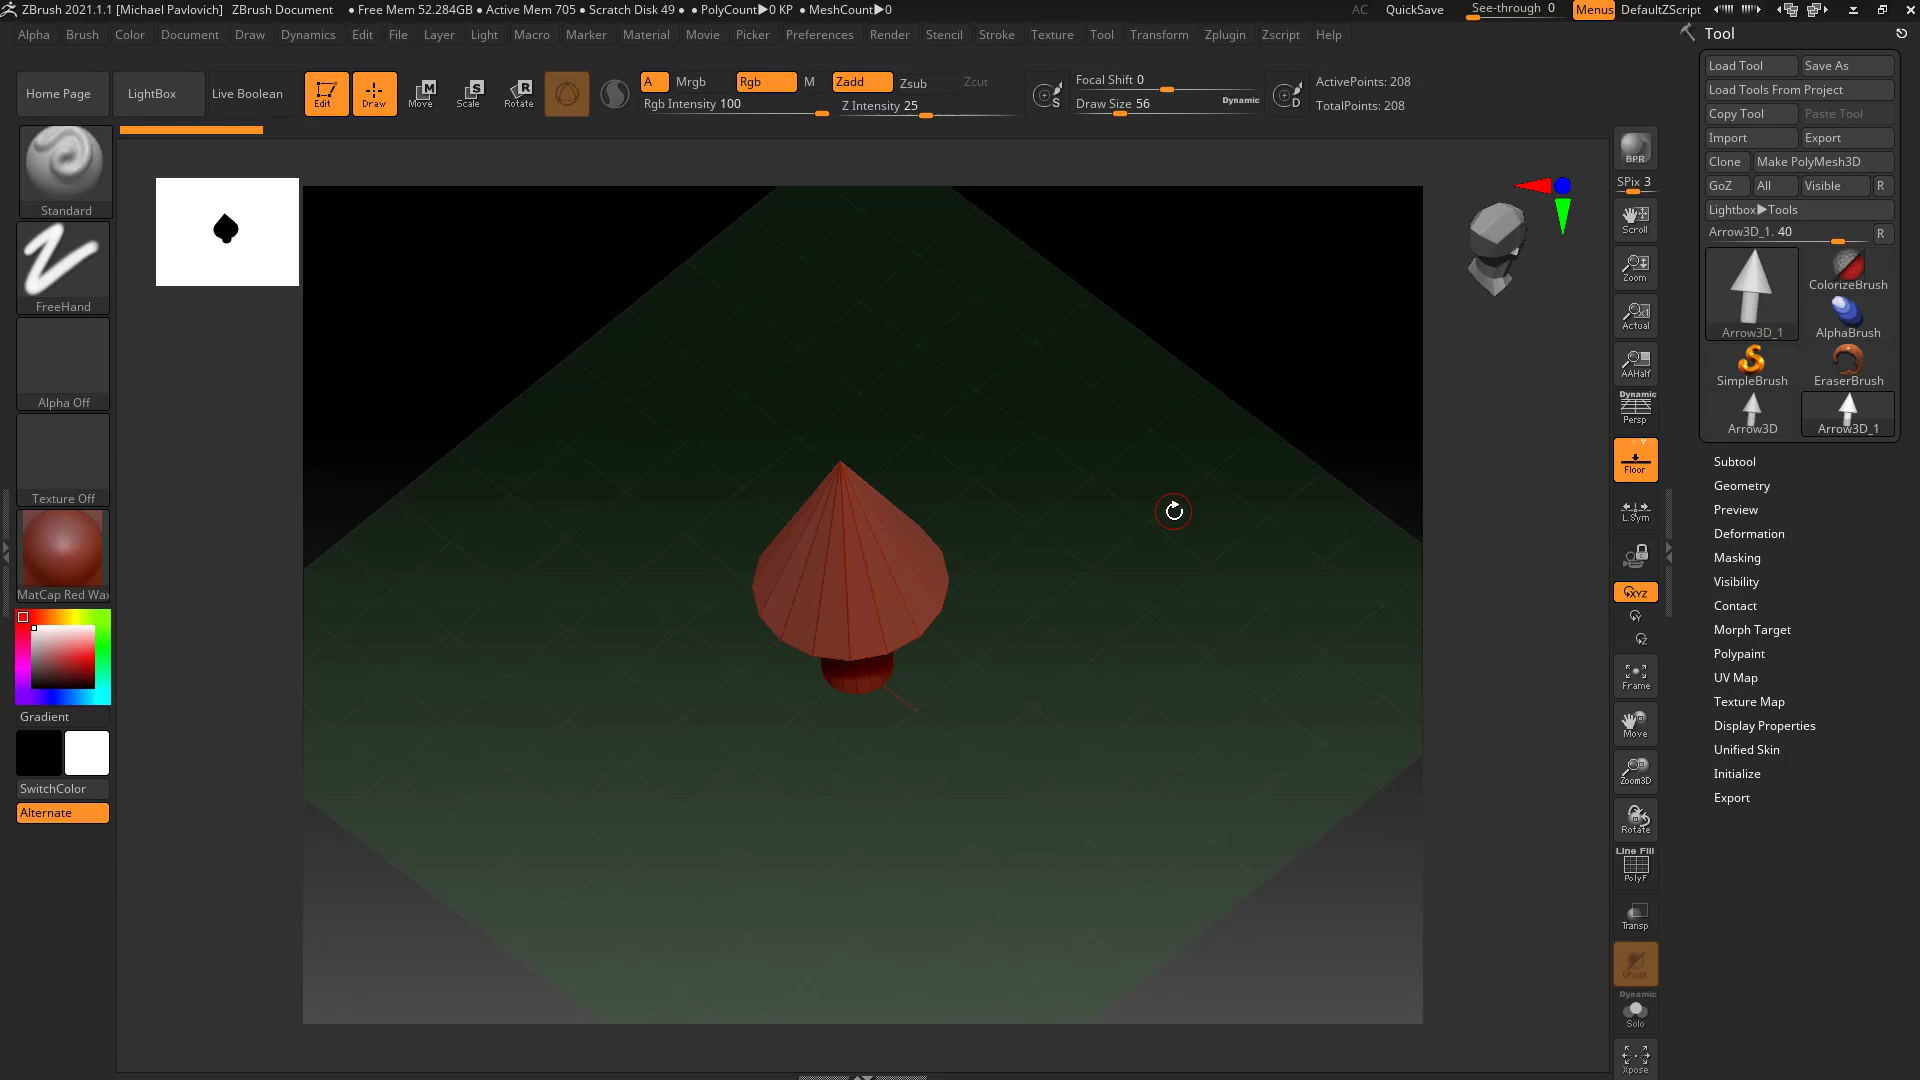 ZBrush 2021.1.1 [Michael Pavlovich] ZBrush Document • Free Mem 52.284GB • Active Mem 705 • Scratch Disk 49 • • PolyCount▶0 KP • MeshCount▶0 AC QuickSave See-through 0 Menus DefaultZScript
Alpha Brush Color Document Draw Dynamics Edit File Layer Light Macro Marker Material Movie Picker Preferences Render Stencil Stroke Texture Tool Transform Zplugin Zscript Help
Home Page LightBox Live Boolean Edit Draw Move Scale Rotate
M S R
A Mrgb Rgb M Zadd Zsub Zcut
Rgb Intensity 100 Z Intensity 25
S Focal Shift 0
Draw Size 56 Dynamic
D ActivePoints: 208
TotalPoints: 208
Standard
FreeHand
Alpha Off
Texture Off
MatCap Red Wax
Gradient
SwitchColor
Alternate
BPR
SPix 3
Scroll
Zoom
Actual
AAHalf
Dynamic
Persp
Floor
L.Sym
XYZ
Y
Z
Frame
Move
Zoom3D
Rotate
Line Fill
PolyF
Transp
Ghost
Dynamic
Solo
Xpose
Tool
Load Tool Save As
Load Tools From Project
Copy Tool Paste Tool
Import Export
Clone Make PolyMesh3D
GoZ All Visible R
Lightbox▶Tools
Arrow3D_1. 40 R
Arrow3D_1 ColorizeBrush
AlphaBrush
SimpleBrush EraserBrush
Arrow3D Arrow3D_1
Subtool
Geometry
Preview
Deformation
Masking
Visibility
Contact
Morph Target
Polypaint
UV Map
Texture Map
Display Properties
Unified Skin
Initialize
Export